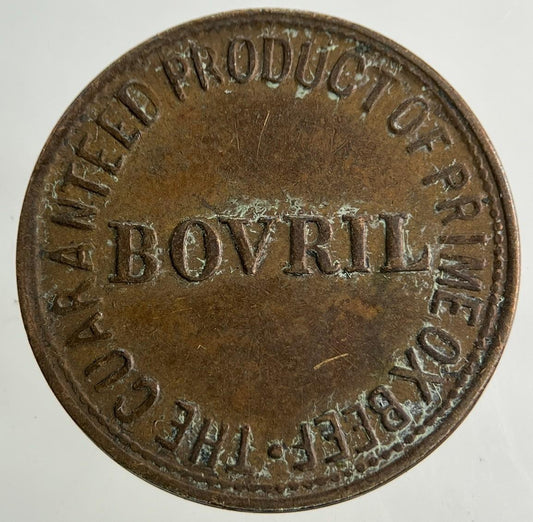 THE GUARANTEED PRODUCT OF PRIME OX BEEF ·
BOVRIL